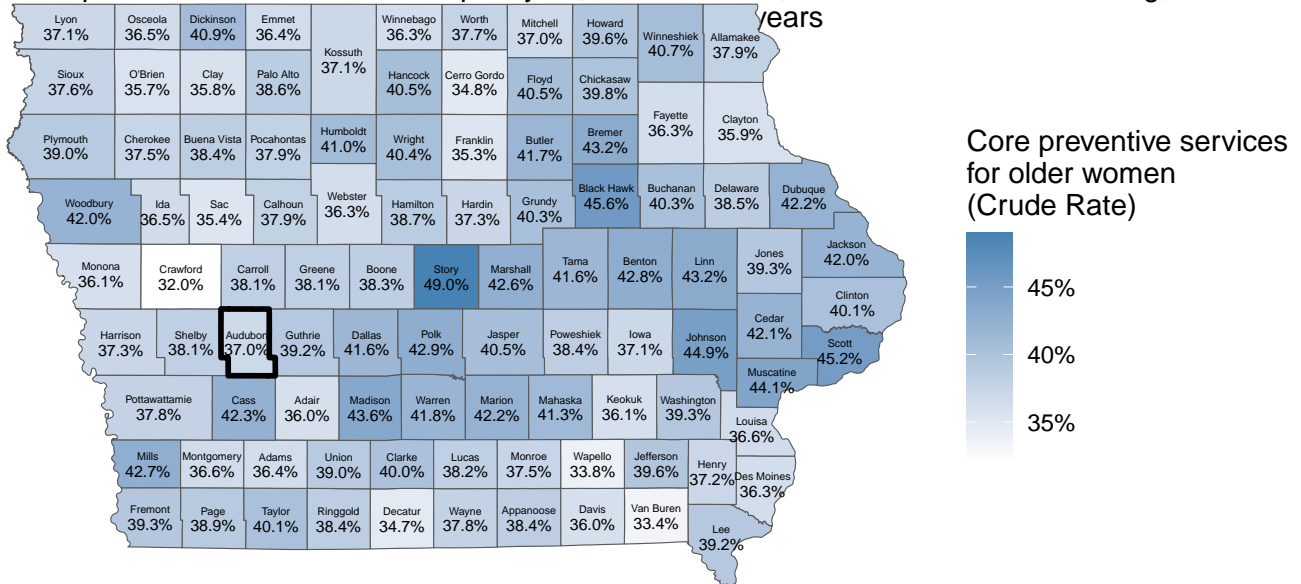 years
Lyon
37.1%
Osceola
36.5%
Dickinson
40.9%
Emmet
36.4%
Kossuth
37.1%
Winnebago
36.3%
Worth
37.7%
Mitchell
37.0%
Howard
39.6%
Winneshiek
40.7%
Allamakee
37.9%
Sioux
37.6%
O'Brien
35.7%
Clay
35.8%
Palo Alto
38.6%
Hancock
40.5%
Cerro Gordo
34.8%
Floyd
40.5%
Chickasaw
39.8%
Fayette
36.3%
Clayton
35.9%
Plymouth
39.0%
Cherokee
37.5%
Buena Vista
38.4%
Pocahontas
37.9%
Humboldt
41.0%
Wright
40.4%
Franklin
35.3%
Butler
41.7%
Bremer
43.2%
Woodbury
42.0%
Ida
36.5%
Sac
35.4%
Calhoun
37.9%
Webster
36.3%
Hamilton
38.7%
Hardin
37.3%
Grundy
40.3%
Black Hawk
45.6%
Buchanan
40.3%
Delaware
38.5%
Dubuque
42.2%
Monona
36.1%
Crawford
32.0%
Carroll
38.1%
Greene
38.1%
Boone
38.3%
Story
49.0%
Marshall
42.6%
Tama
41.6%
Benton
42.8%
Linn
43.2%
Jones
39.3%
Jackson
42.0%
Clinton
40.1%
Harrison
37.3%
Shelby
38.1%
Audubon
37.0%
Guthrie
39.2%
Dallas
41.6%
Polk
42.9%
Jasper
40.5%
Poweshiek
38.4%
Iowa
37.1%
Johnson
44.9%
Cedar
42.1%
Scott
45.2%
Muscatine
44.1%
Pottawattamie
37.8%
Cass
42.3%
Adair
36.0%
Madison
43.6%
Warren
41.8%
Marion
42.2%
Mahaska
41.3%
Keokuk
36.1%
Washington
39.3%
Louisa
36.6%
Mills
42.7%
Montgomery
36.6%
Adams
36.4%
Union
39.0%
Clarke
40.0%
Lucas
38.2%
Monroe
37.5%
Wapello
33.8%
Jefferson
39.6%
Henry
37.2%
Des Moines
36.3%
Fremont
39.3%
Page
38.9%
Taylor
40.1%
Ringgold
38.4%
Decatur
34.7%
Wayne
37.8%
Appanoose
38.4%
Davis
36.0%
Van Buren
33.4%
Lee
39.2%
Core preventive services
for older women
(Crude Rate)
45%
40%
35%